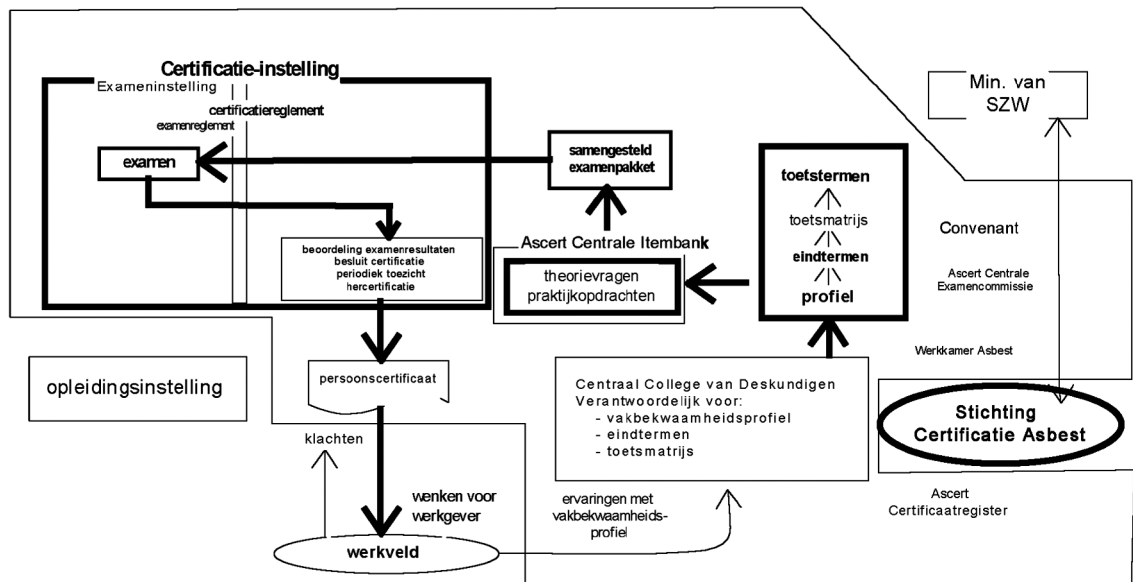 Certificatie-instelling
Exameninstelling
certificatiereglement
examenreglement
examen
samengesteld
examenpakket
beoordeling examenresultaten
besluit certificatie
periodiek toezicht
hercertificatie
Ascert Centrale Itembank
theorievragen
praktijkopdrachten
toetstermen
toetsmatrijs
eindtermen
profiel
Min. van
SZW
Convenant
Ascert Centrale
Examencommissie
Werkkamer Asbest
Stichting
Certificatie Asbest
Ascert
Certificaatregister
opleidingsinstelling
persoonscertificaat
Centraal College van Deskundigen
Verantwoordelijk voor:
- vakbekwaamheidsprofiel
- eindtermen
- toetsmatrijs
klachten
wenken voor
werkgever
werkveld
ervaringen met
vakbekwaamheids-
profiel